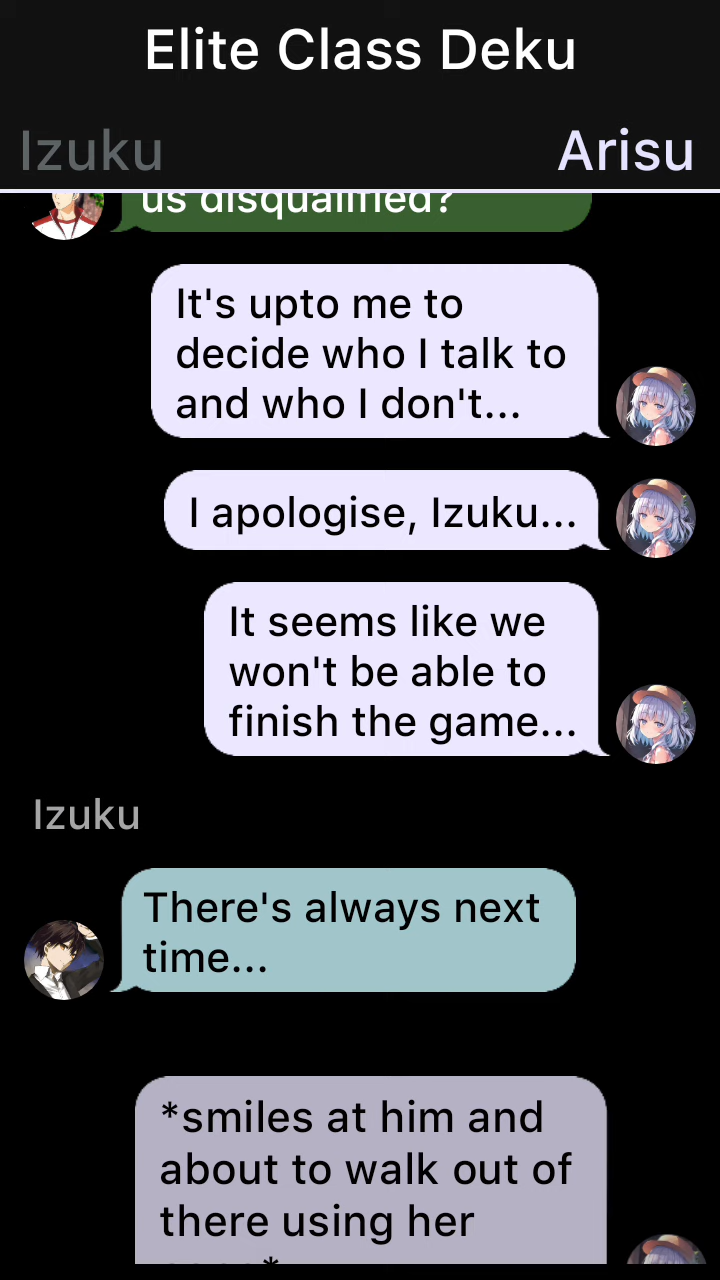 Elite Class Deku
Izuku
Arisu
us disqualified?
It's upto me to
decide who I talk to
and who I don't...
I apologise, Izuku...
It seems like we
won't be able to
finish the game...
Izuku
There's always next
time...
*smiles at him and
about to walk out of
there using her